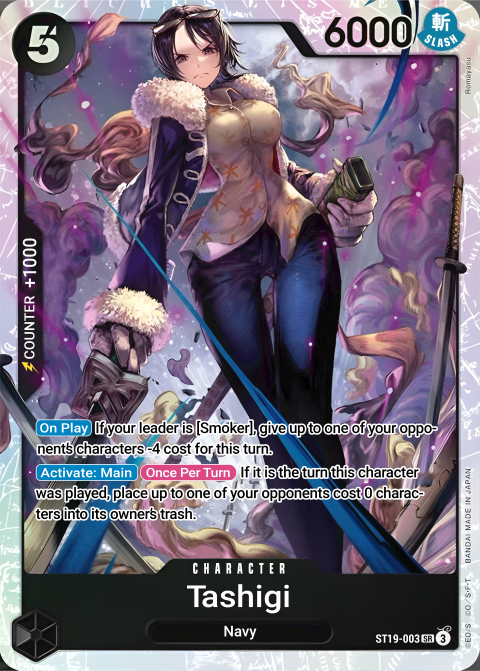 5
6000
斬
SLASH
Romayasu
COUNTER +1000
On Play If your leader is [Smoker], give up to one of your oppo-
nent's characters -4 cost for this turn.
Activate: Main Once Per Turn If it is the turn this character
was played, place up to one of your opponents cost 0 charac-
ters into its owner's trash.
CHARACTER
Tashigi
Navy
ST19-003 SR 3
©E.O./S. ©O./S.·F·T. BANDAI MADE IN JAPAN